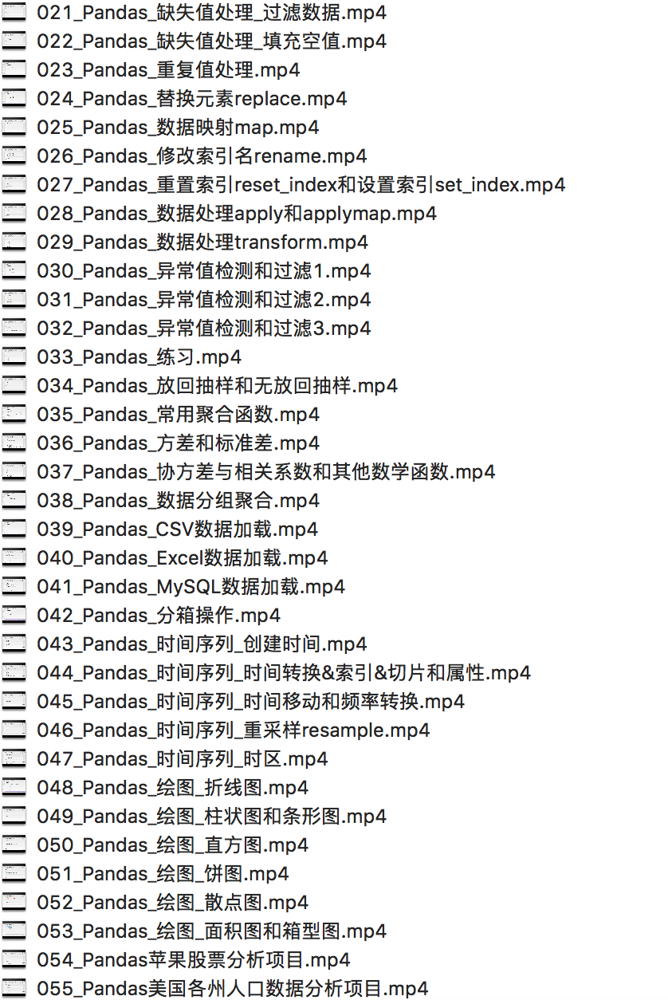 021_Pandas_缺失值处理_过滤数据.mp4
022_Pandas_缺失值处理_填充空值.mp4
023_Pandas_重复值处理.mp4
024_Pandas_替换元素replace.mp4
025_Pandas_数据映射map.mp4
026_Pandas_修改索引名rename.mp4
027_Pandas_重置索引reset_index和设置索引set_index.mp4
028_Pandas_数据处理apply和applymap.mp4
029_Pandas_数据处理transform.mp4
030_Pandas_异常值检测和过滤1.mp4
031_Pandas_异常值检测和过滤2.mp4
032_Pandas_异常值检测和过滤3.mp4
033_Pandas_练习.mp4
034_Pandas_放回抽样和无放回抽样.mp4
035_Pandas_常用聚合函数.mp4
036_Pandas_方差和标准差.mp4
037_Pandas_协方差与相关系数和其他数学函数.mp4
038_Pandas_数据分组聚合.mp4
039_Pandas_CSV数据加载.mp4
040_Pandas_Excel数据加载.mp4
041_Pandas_MySQL数据加载.mp4
042_Pandas_分箱操作.mp4
043_Pandas_时间序列_创建时间.mp4
044_Pandas_时间序列_时间转换&索引&切片和属性.mp4
045_Pandas_时间序列_时间移动和频率转换.mp4
046_Pandas_时间序列_重采样resample.mp4
047_Pandas_时间序列_时区.mp4
048_Pandas_绘图_折线图.mp4
049_Pandas_绘图_柱状图和条形图.mp4
050_Pandas_绘图_直方图.mp4
051_Pandas_绘图_饼图.mp4
052_Pandas_绘图_散点图.mp4
053_Pandas_绘图_面积图和箱型图.mp4
054_Pandas苹果股票分析项目.mp4
055_Pandas美国各州人口数据分析项目.mp4